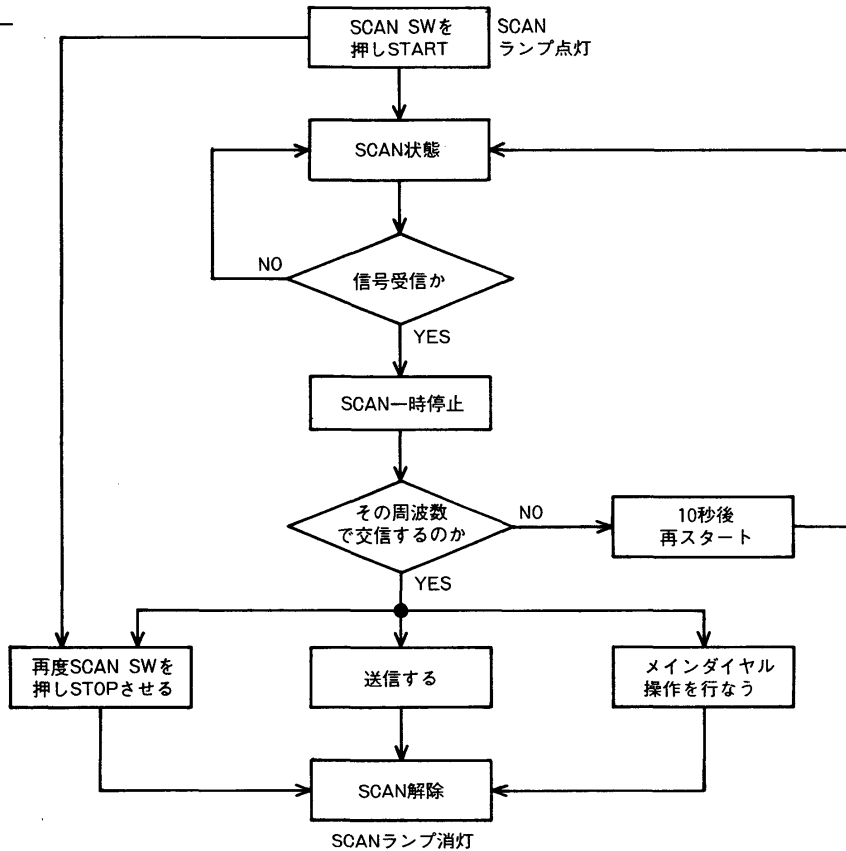 SCAN SWを
押しSTART
SCAN
ランプ点灯
SCAN状態
信号受信か
NO
YES
SCAN一時停止
その周波数
で交信するのか
NO
10秒後
再スタート
YES
再度SCAN SWを
押しSTOPさせる
送信する
メインダイヤル
操作を行なう
SCAN解除
SCANランプ消灯